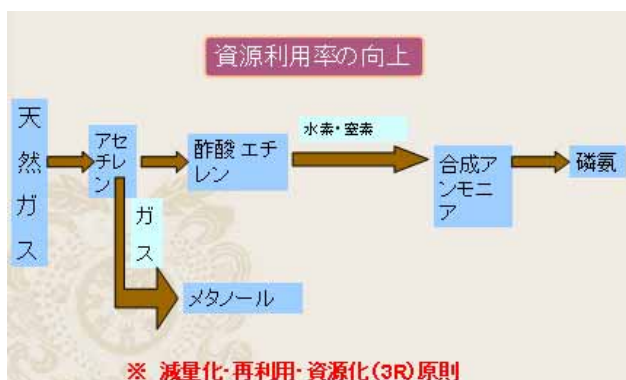 資源利用率の向上
天然ガス
アセ
チレ
ン
酢酸 エチ
レン
水素・窒素
合成ア
ンモニ
ア
磷氨
ガス
メタノール
※ 減量化・再利用・資源化(3R)原則